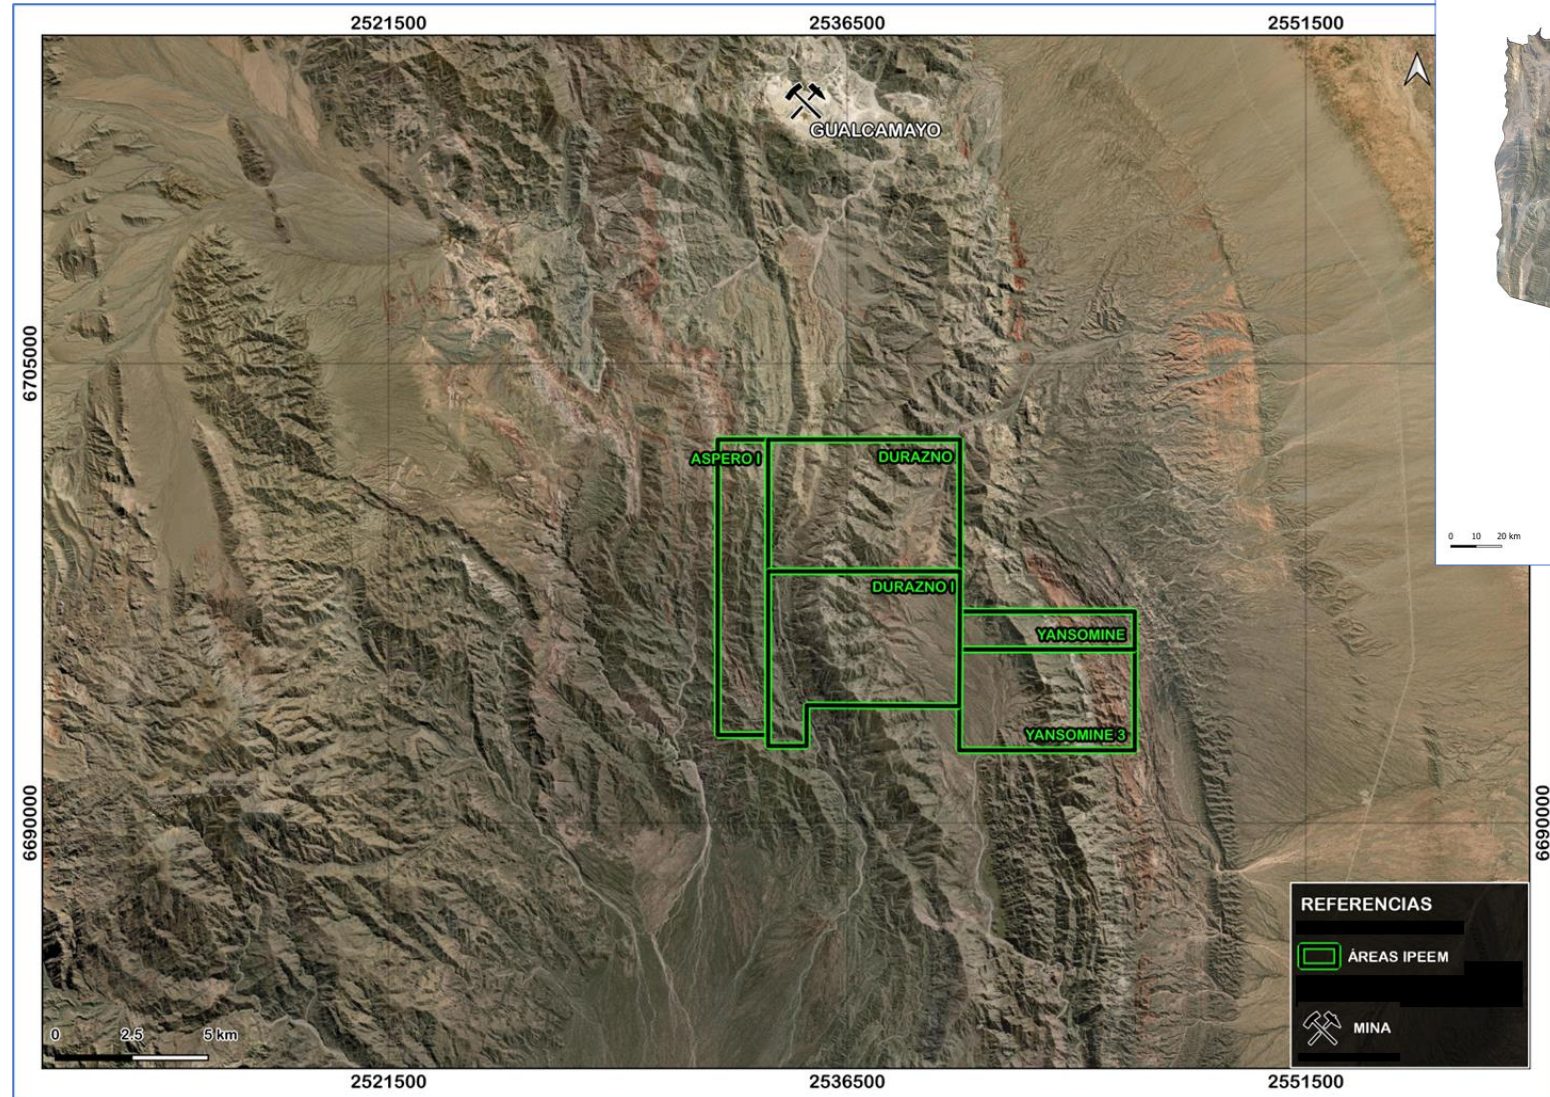 2521500
2536500
2551500
GUALCAMAYO
6705000
ASPERO I
DURAZNO
0 10 20 km
DURAZNO I
YANSOMINE
YANSOMINE 3
6690000
6690000
REFERENCIAS
ÀREAS IPEEM
MINA
0 2.5 5 km
2521500
2536500
2551500